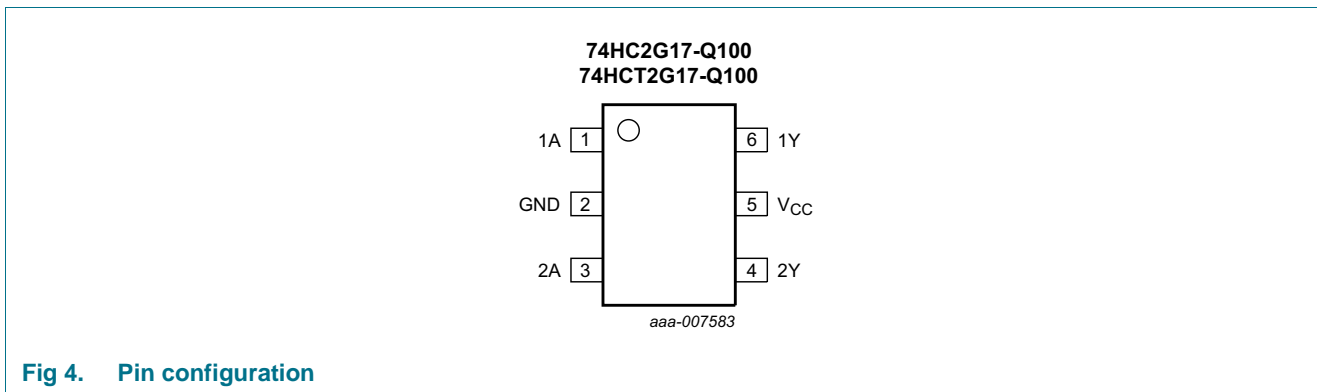 74HC2G17-Q100
74HCT2G17-Q100
1A 1 6 1Y
GND 2 5 VCC
2A 3 4 2Y
aaa-007583
Fig 4. Pin configuration